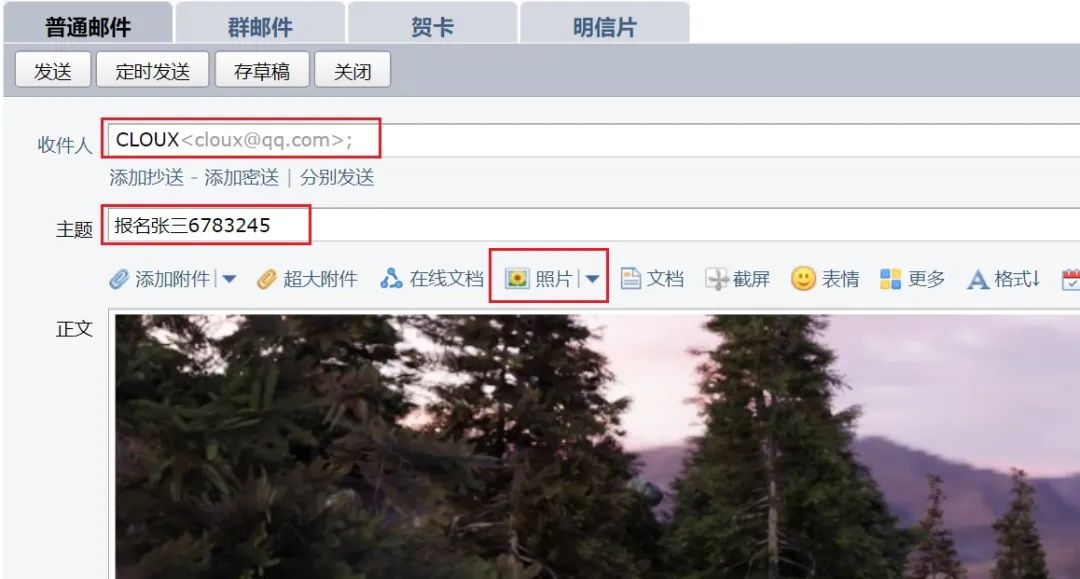 普通邮件 群邮件 贺卡 明信片
发送 定时发送 存草稿 关闭
收件人 CLOUX<cloux@qq.com>;
添加抄送 - 添加密送 | 分别发送
主题 报名张三6783245
添加附件 | 超大附件 在线文档 照片 | 文档 截屏 表情 更多 A 格式↓
正文